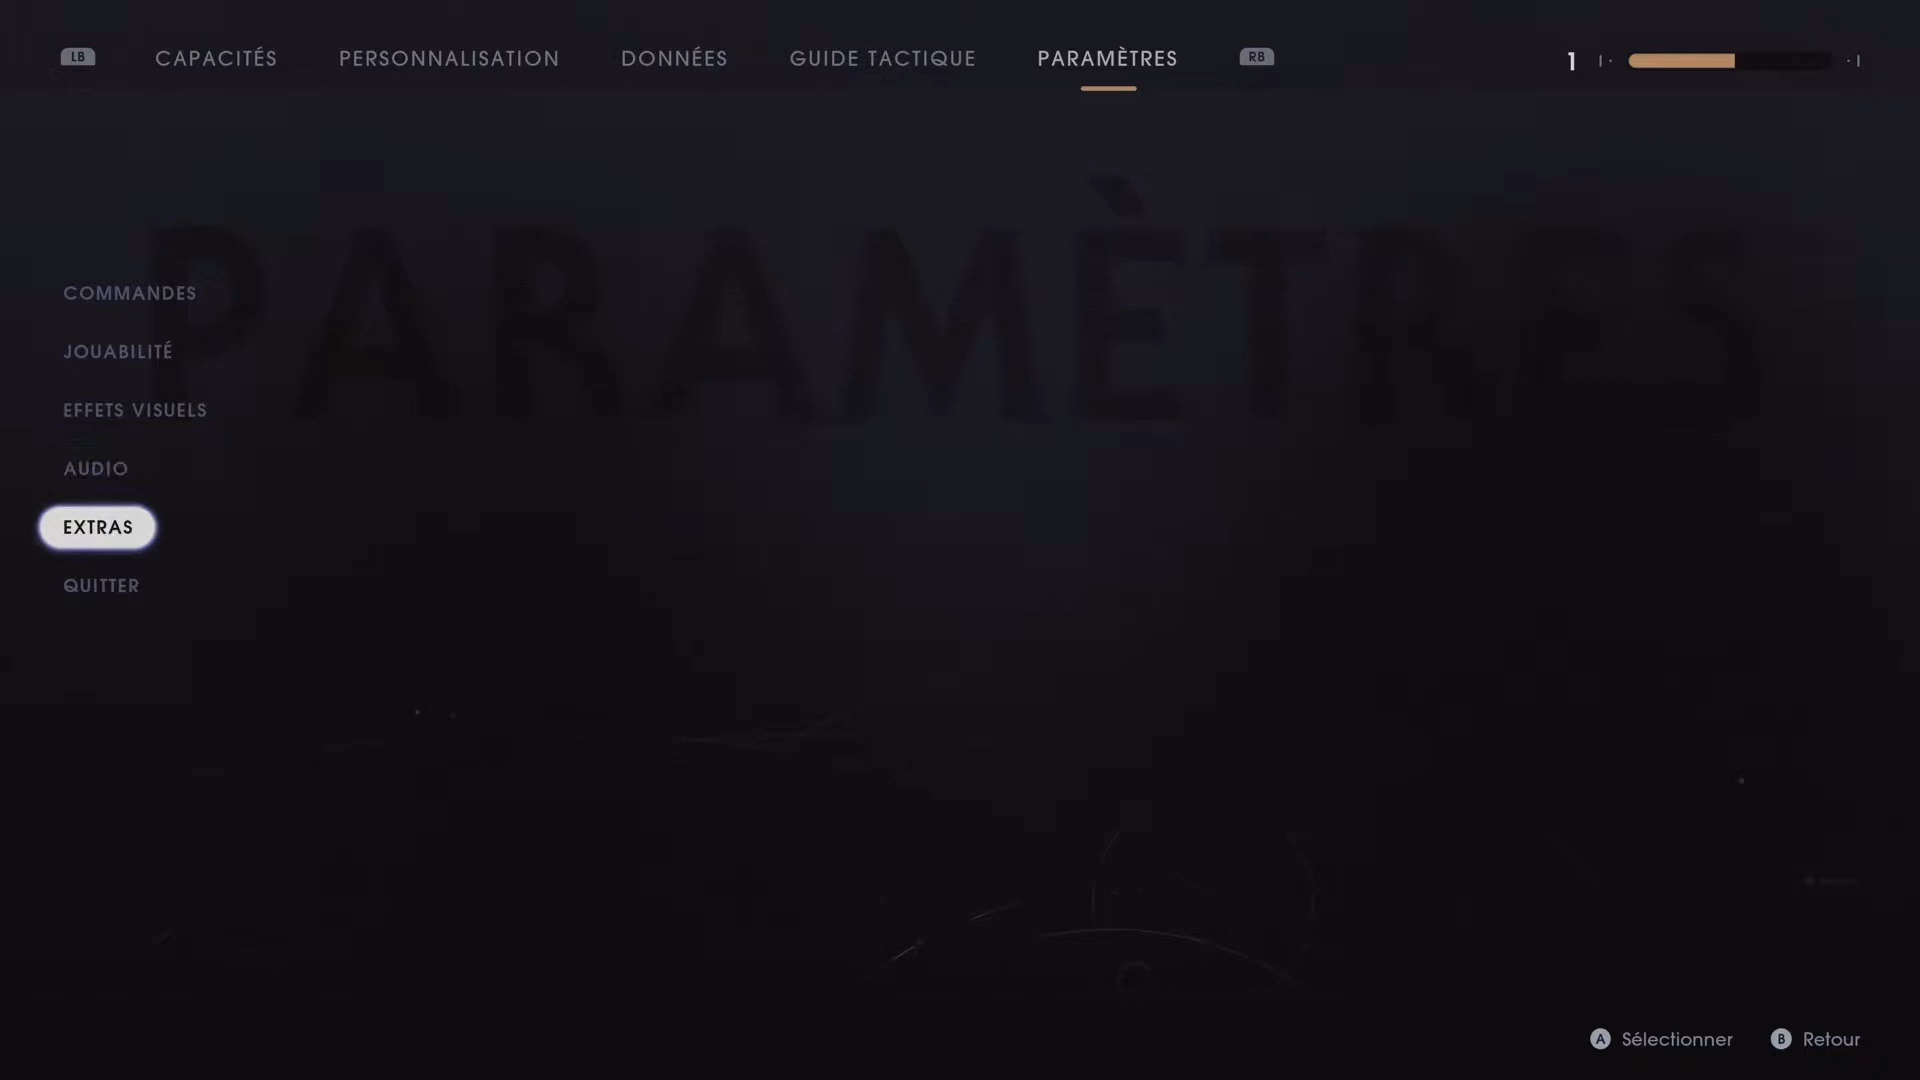 LB CAPACITÉS PERSONNALISATION DONNÉES GUIDE TACTIQUE PARAMÈTRES RB 1
PARAMÈTRES
COMMANDES
JOUABILITÉ
EFFETS VISUELS
AUDIO
EXTRAS
QUITTER
A Sélectionner B Retour